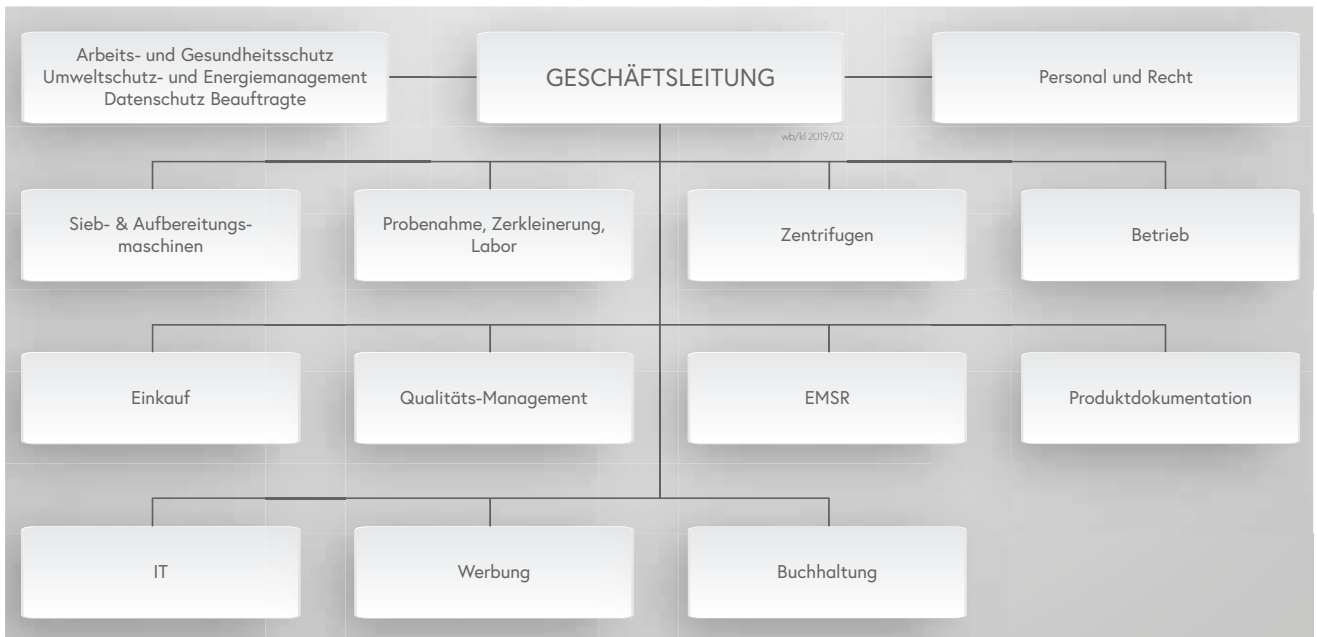 Arbeits- und Gesundheitsschutz
Umweltschutz- und Energiemanagement
Datenschutz Beauftragte
GESCHÄFTSLEITUNG
Personal und Recht
wb/kl 2019/02
Sieb- & Aufbereitungs-
maschinen
Probenahme, Zerkleinerung,
Labor
Zentrifugen
Betrieb
Einkauf
Qualitäts-Management
EMSR
Produktdokumentation
IT
Werbung
Buchhaltung